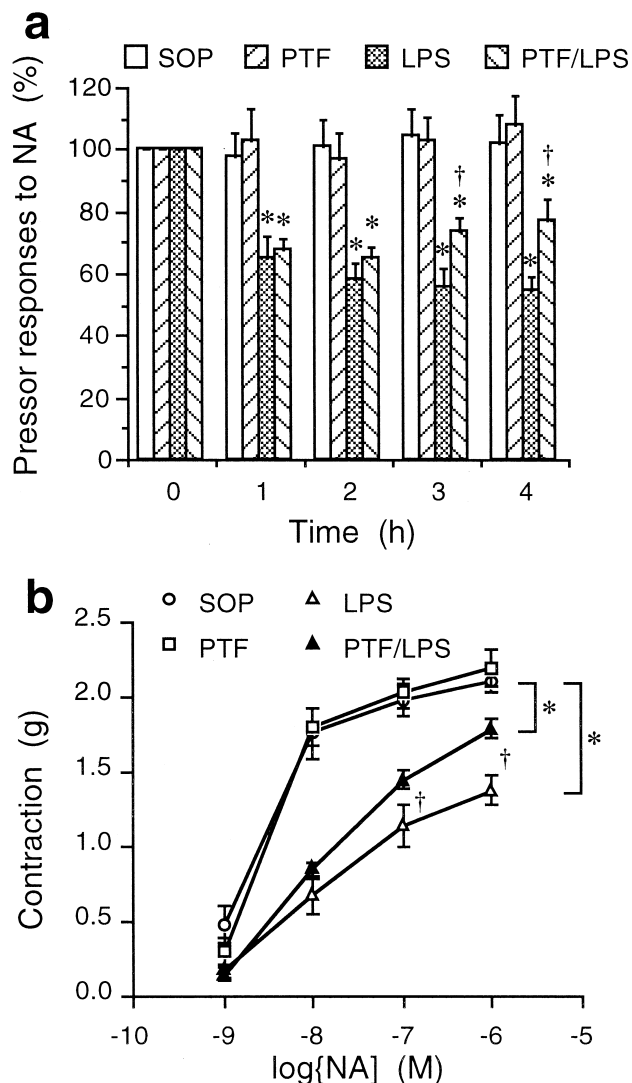 a
SOP PTF LPS PTF/LPS
Pressor responses to NA (%)
120
100
80
60
40
20
0
* *
* *
* † *
* † *
0 1 2 3 4
Time (h)
b
SOP LPS
PTF PTF/LPS
Contraction (g)
2.5
2.0
1.5
1.0
0.5
0.0
*
*
†
†
-10 -9 -8 -7 -6 -5
log{NA] (M)